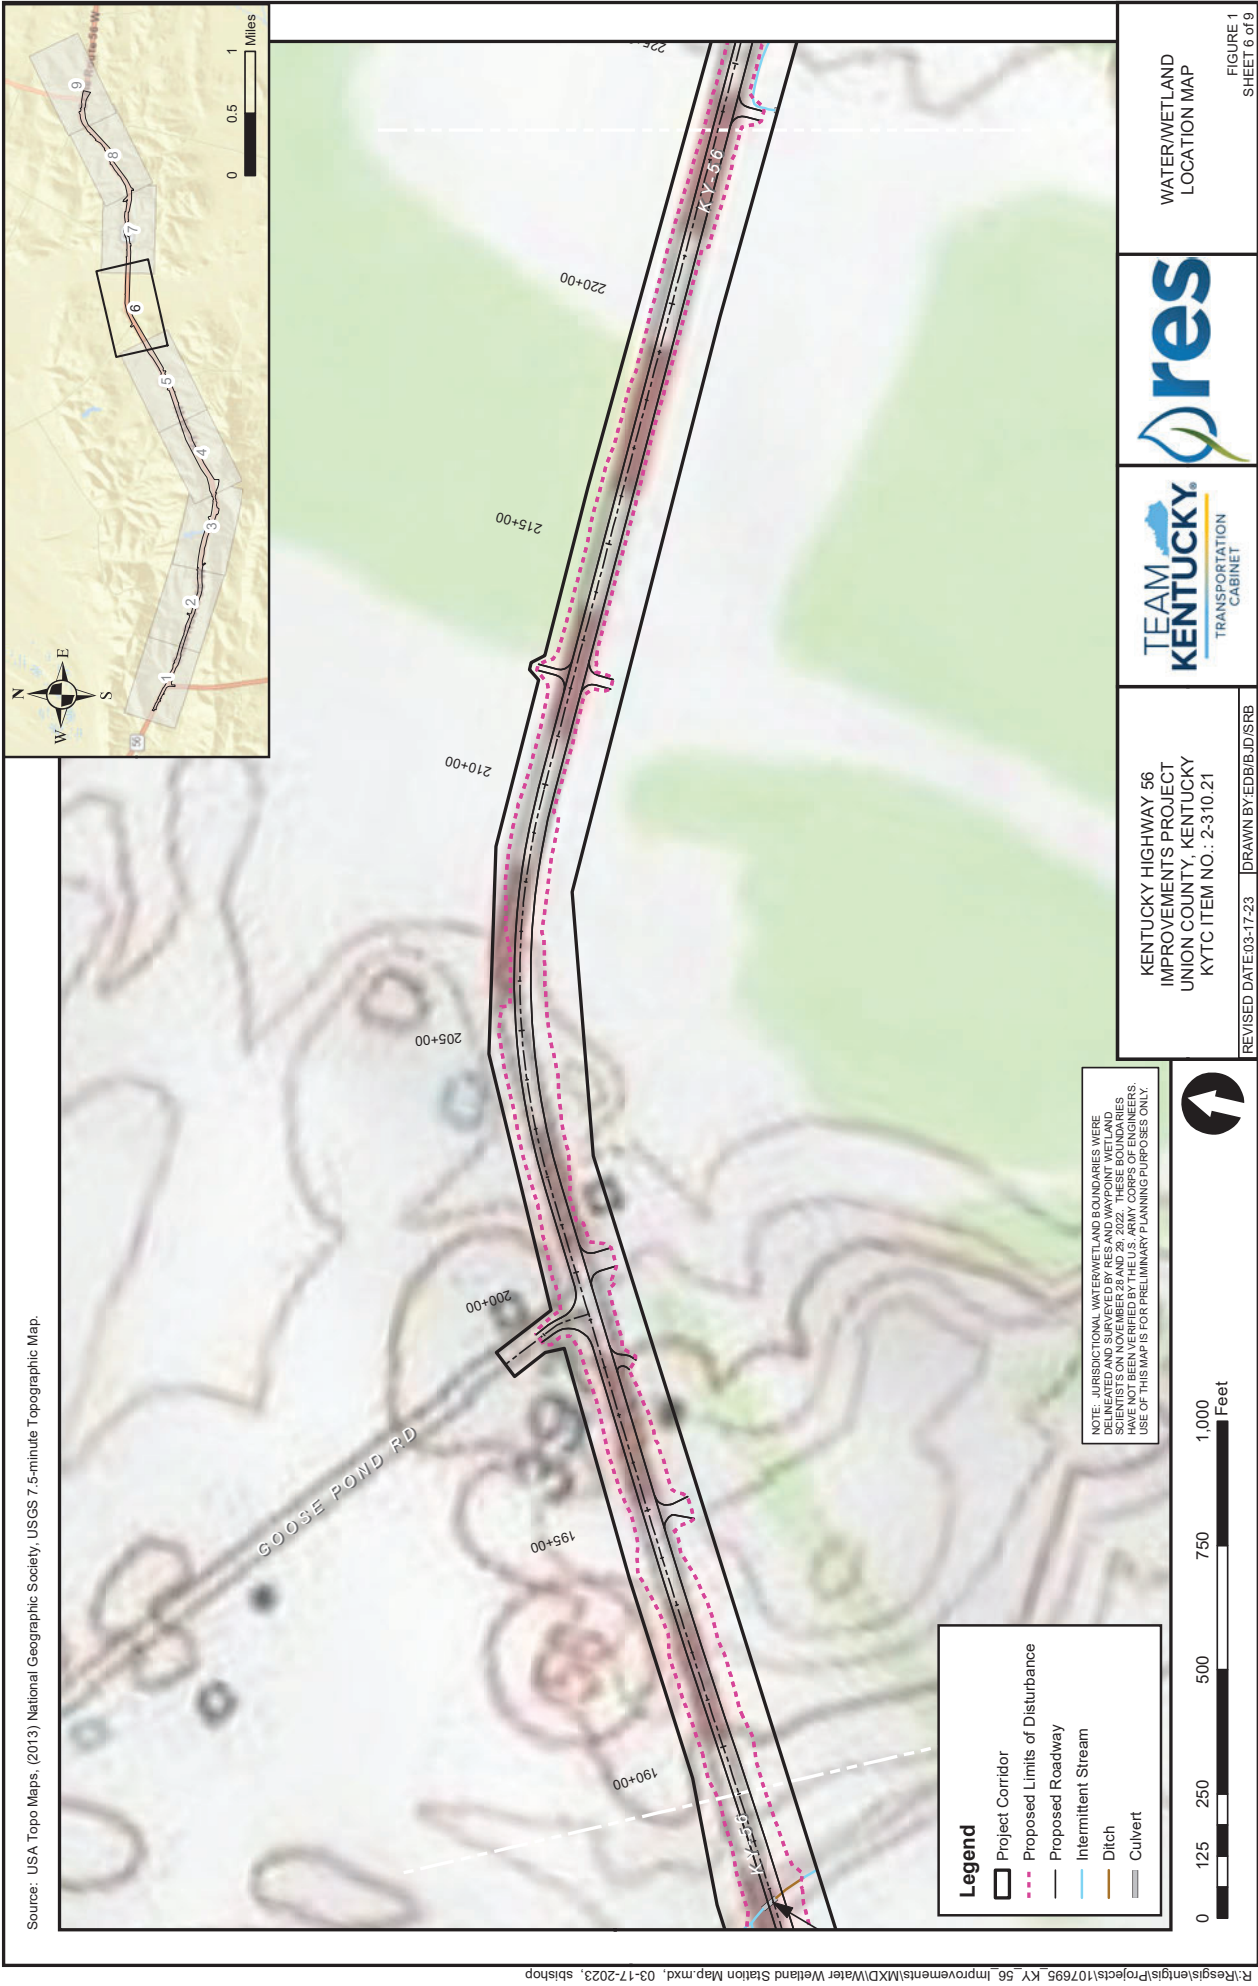 Source: USA Topo Maps, (2013) National Geographic Society, USGS 7.5-minute Topographic Map.
N
W
E
S
56
1
2
3
4
5
6
7
8
9
Route 56 W
0 0.5 1
Miles
GOOSE POND RD
KY-56
KY-56
190+00
195+00
200+00
205+00
210+00
215+00
220+00
Legend
Project Corridor
Proposed Limits of Disturbance
Proposed Roadway
Intermittent Stream
Ditch
Culvert
NOTE: JURISDICTIONAL WATER/WETLAND BOUNDARIES WERE
DELINEATED AND SURVEYED BY RES AND WAYPOINT WETLAND
SCIENTISTS ON NOVEMBER 28 AND 29, 2022. THESE BOUNDARIES
HAVE NOT BEEN VERIFIED BY THE U.S. ARMY CORPS OF ENGINEERS.
USE OF THIS MAP IS FOR PRELIMINARY PLANNING PURPOSES ONLY.
0 125 250 500 750 1,000
Feet
KENTUCKY HIGHWAY 56
IMPROVEMENTS PROJECT
UNION COUNTY, KENTUCKY
KYTC ITEM NO.: 2-310.21
REVISED DATE:03-17-23 DRAWN BY:EDB/BJD/SRB
TEAM
KENTUCKY®
TRANSPORTATION
CABINET
res
WATER/WETLAND
LOCATION MAP
FIGURE 1
SHEET 6 of 9
R:\Resgis\entgis\Projects\107695_KY_56_Improvements\MXD\Water Wetland Station Map.mxd, 03-17-2023, sbishop